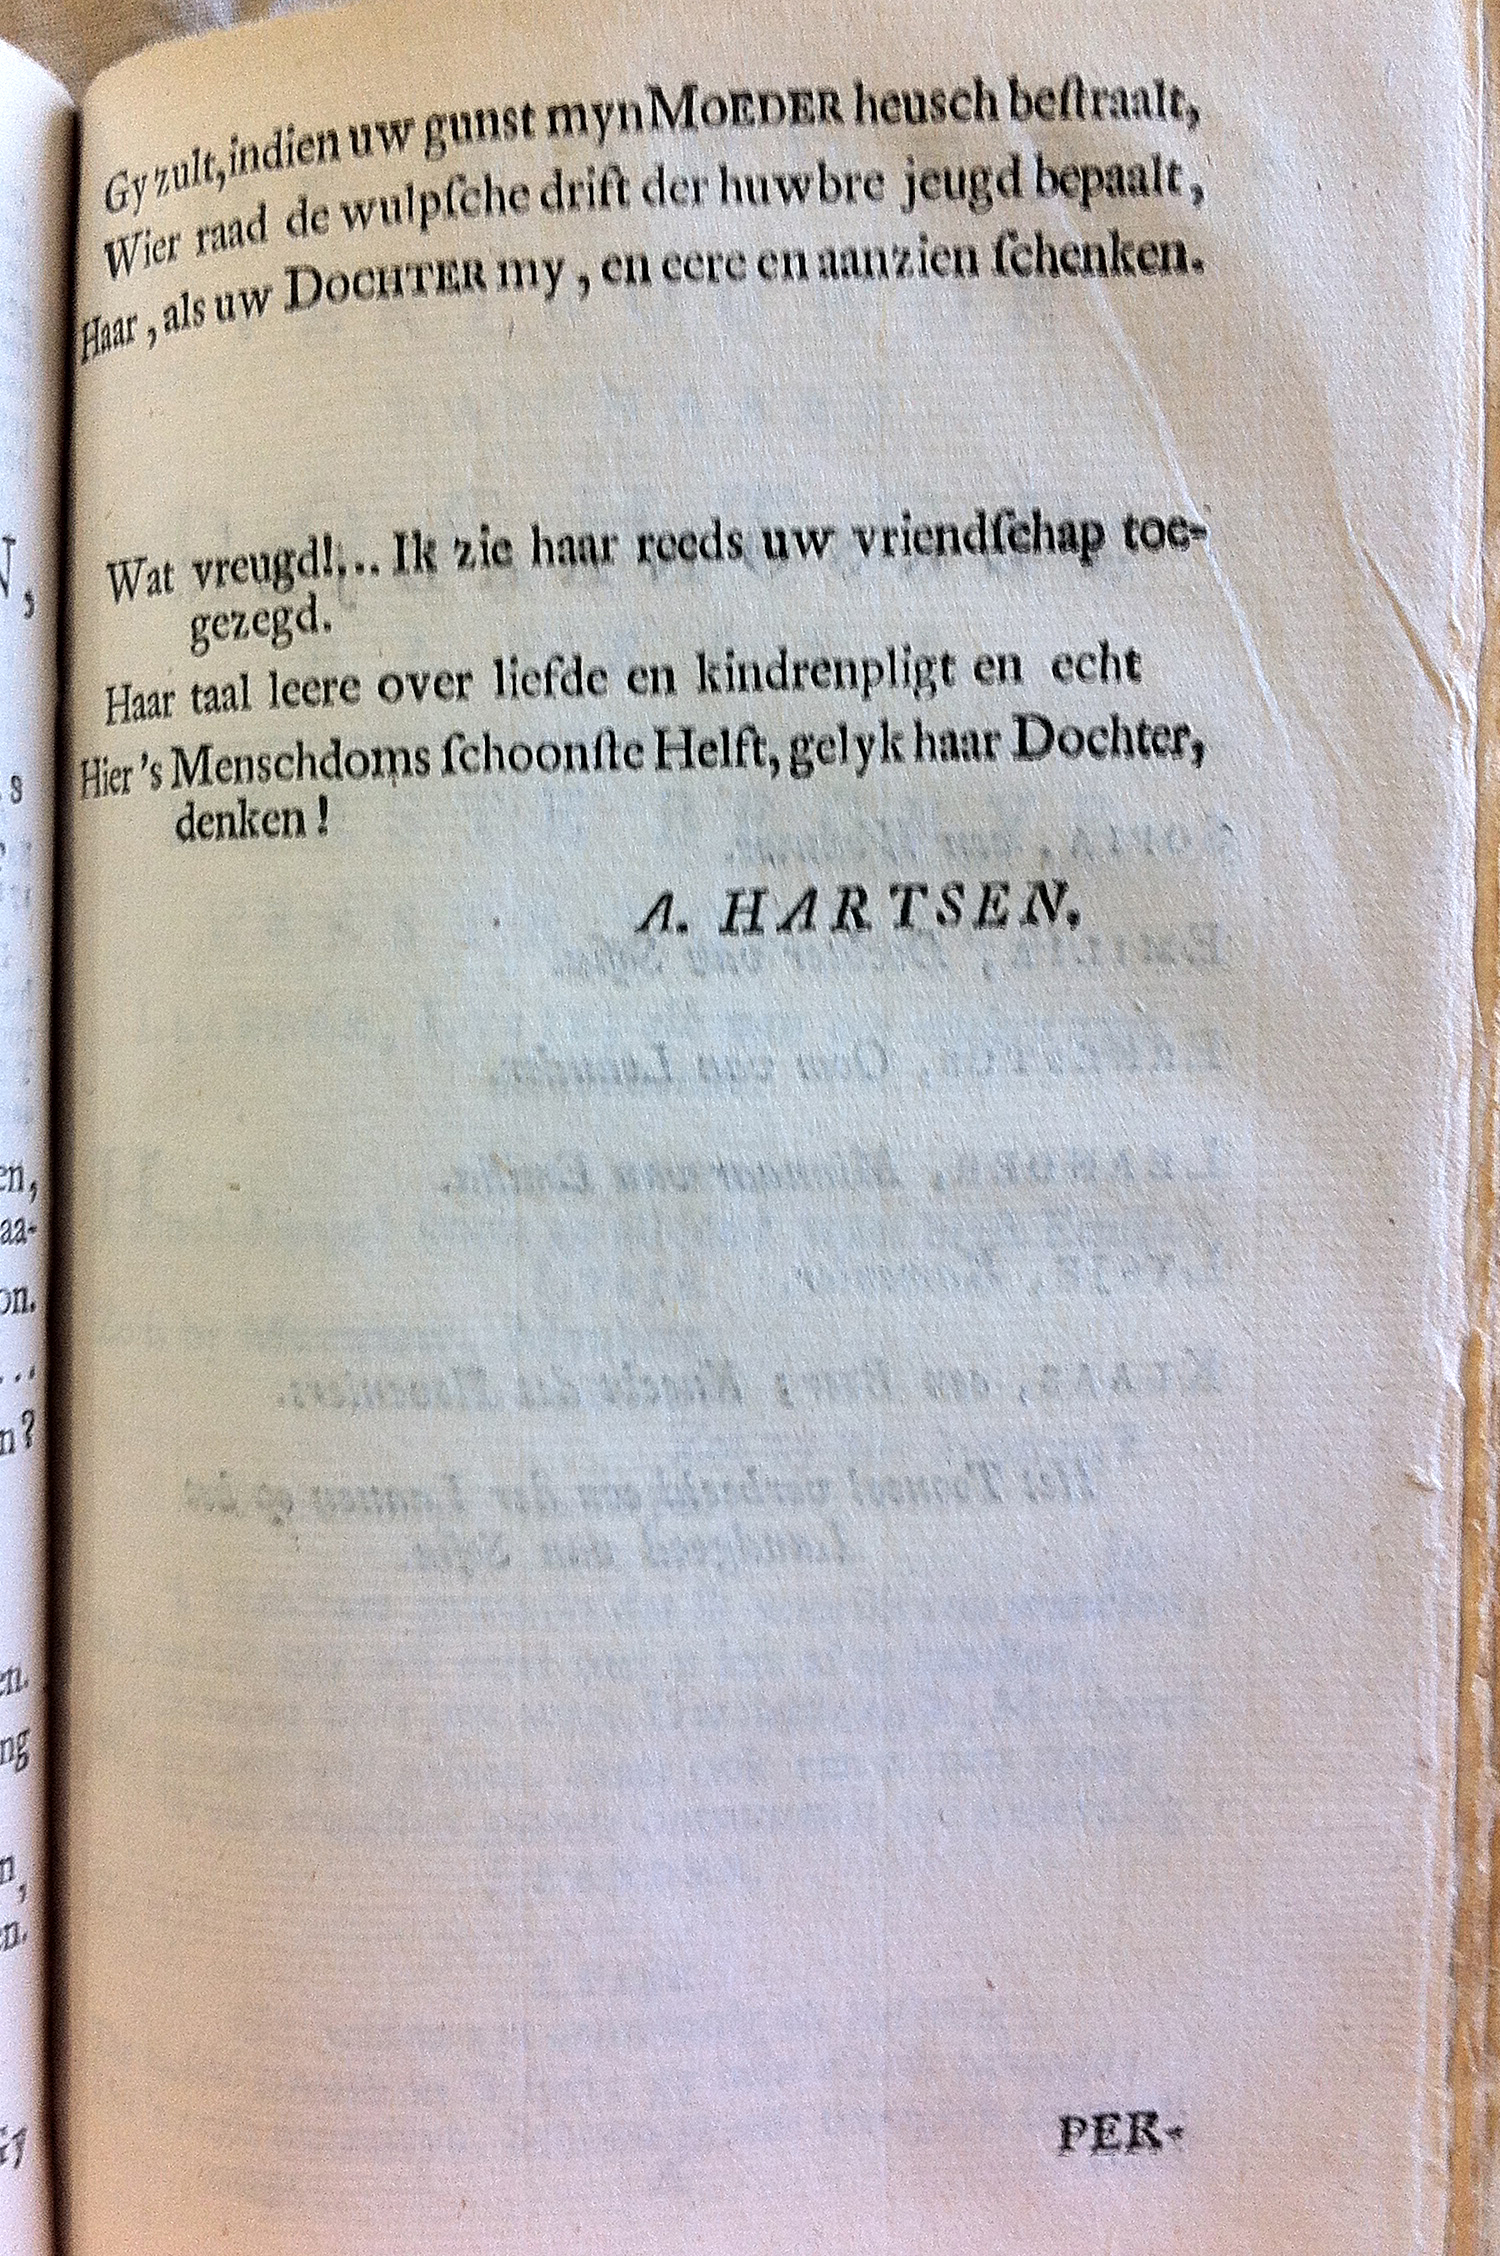 Gy zult, indien uw gunst myn MOEDER heusch beſtraalt,
Wier raad de wulpſche drift der huwbre jeugd bepaalt,
Haar, als uw DOCHTER my, en eere en aanzien ſchenken.
Wat vreugd!... Ik zie haar reeds uw vriendſchap toe-
gezegd.
Haar taal leere over liefde en kindrenpligt en echt
Hier 's Menschdoms ſchoonſte Helft, gelyk haar Dochter,
denken!
A. HARTSEN.
PER-